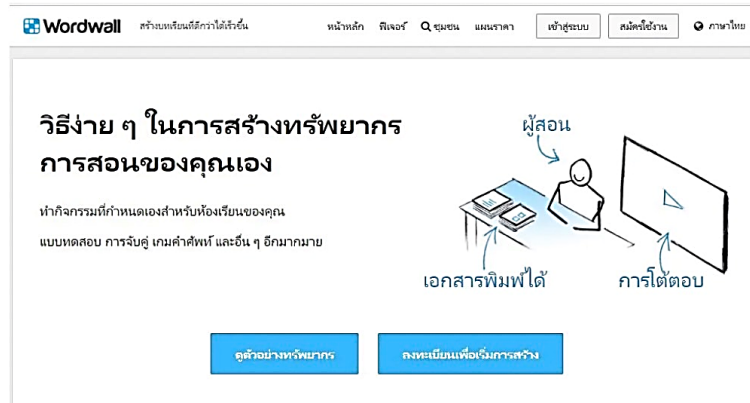 Wordwall สร้างบทเรียนที่ดีกว่าได้เร็วขึ้น หน้าหลัก ฟีเจอร์ ชุมชน แผนราคา เข้าสู่ระบบ สมัครใช้งาน ภาษาไทย
วิธีง่าย ๆ ในการสร้างทรัพยากร
การสอนของคุณเอง
ทำกิจกรรมที่กำหนดเองสำหรับห้องเรียนของคุณ
แบบทดสอบ การจับคู่ เกมคำศัพท์ และอื่น ๆ อีกมากมาย
ผู้สอน
เอกสารพิมพ์ได้ การโต้ตอบ
ดูตัวอย่างทรัพยากร ลงทะเบียนเพื่อเริ่มการสร้าง